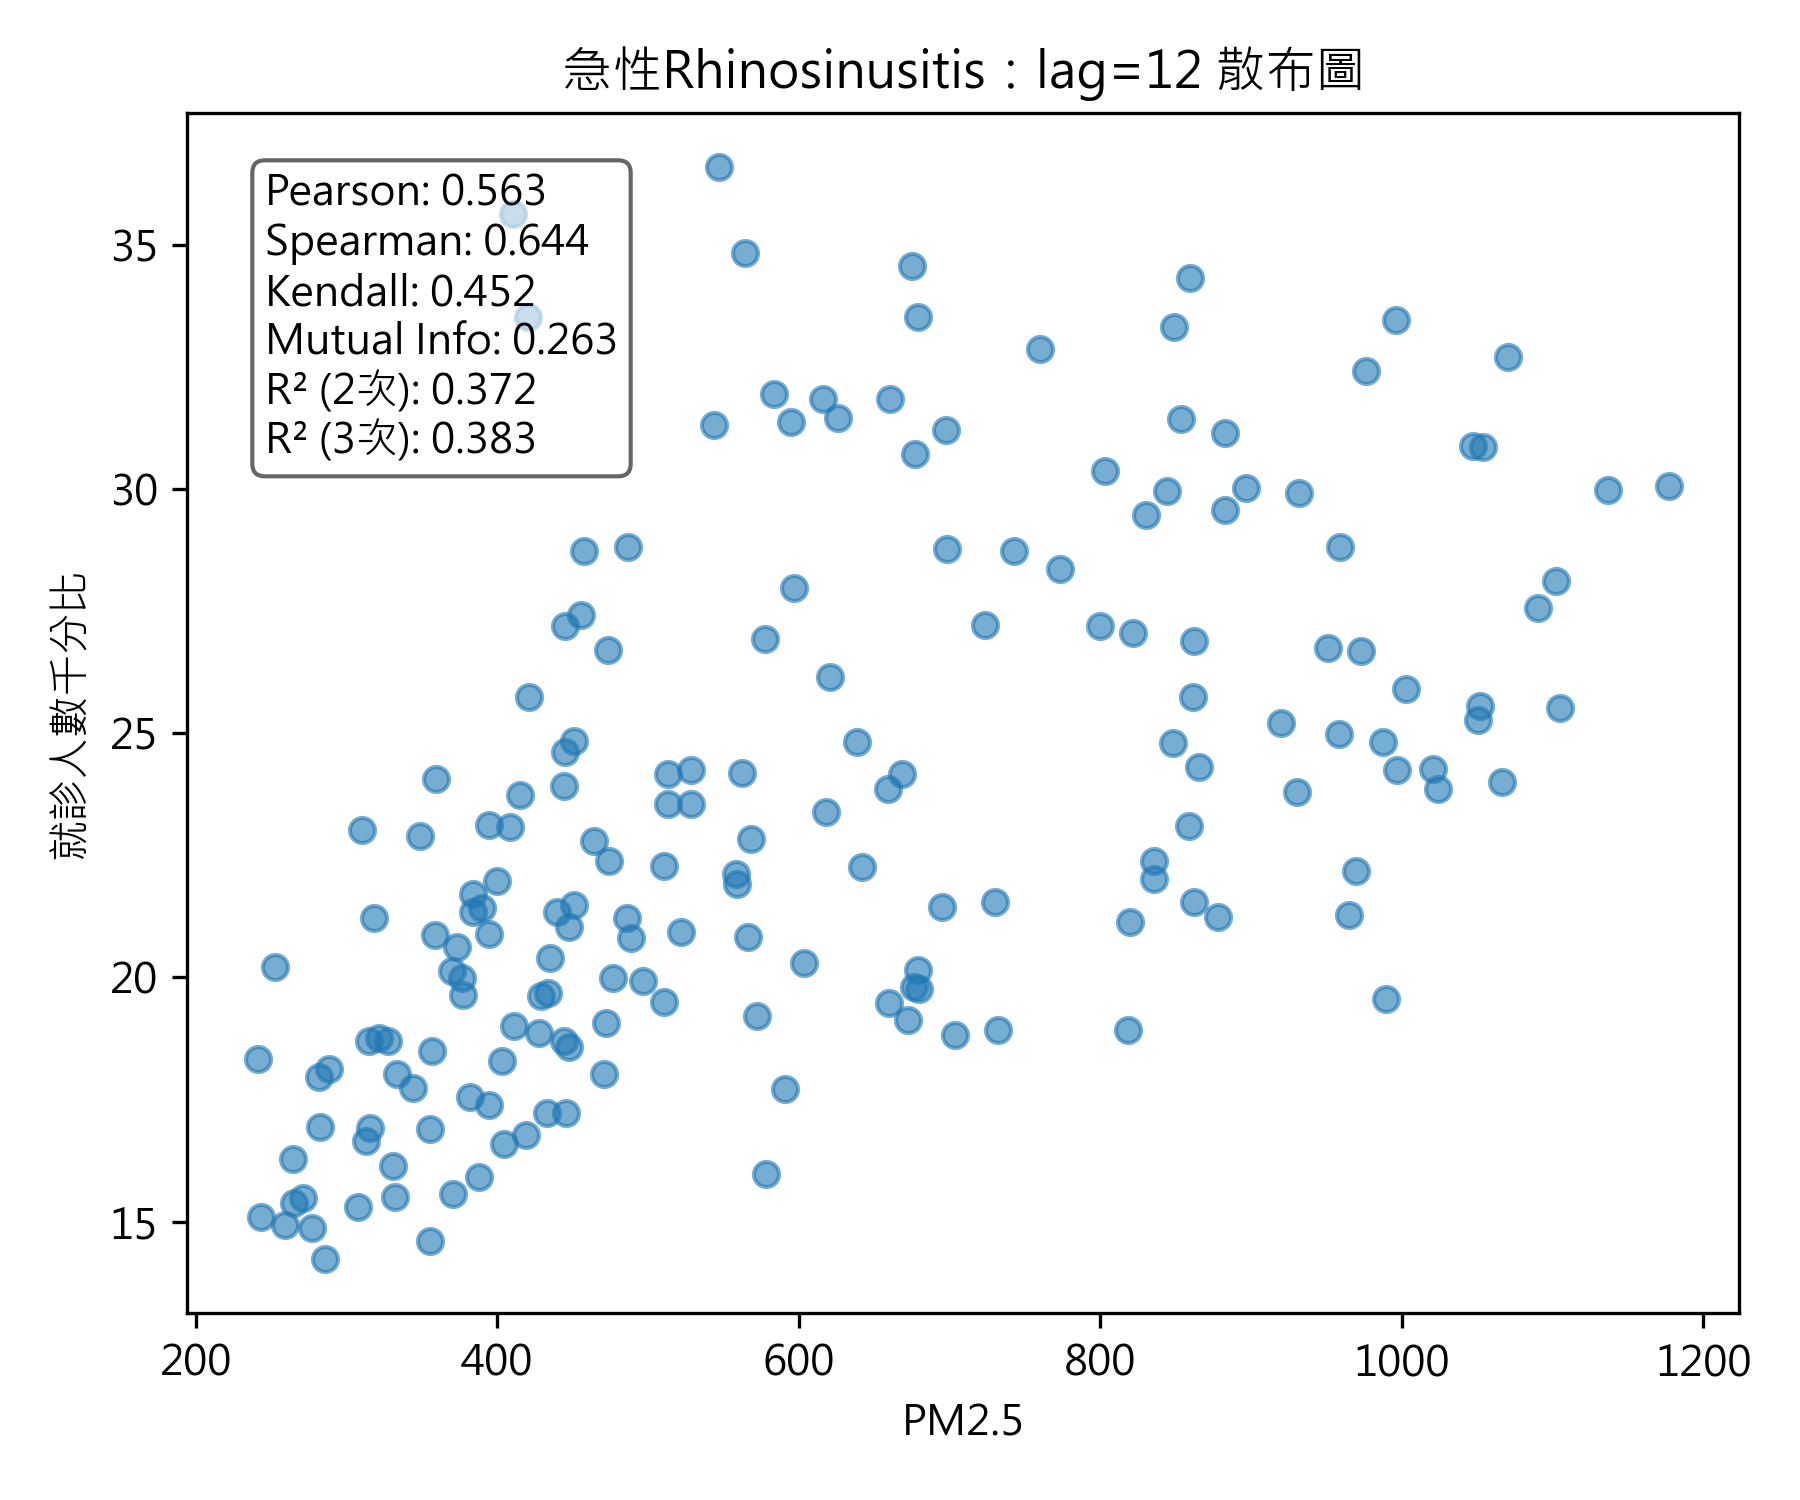 急性Rhinosinusitis：lag=12 散布圖
Pearson: 0.563
Spearman: 0.644
Kendall: 0.452
Mutual Info: 0.263
R² (2次): 0.372
R² (3次): 0.383
就診人數千分比
35
30
25
20
15
200 400 600 800 1000 1200
PM2.5